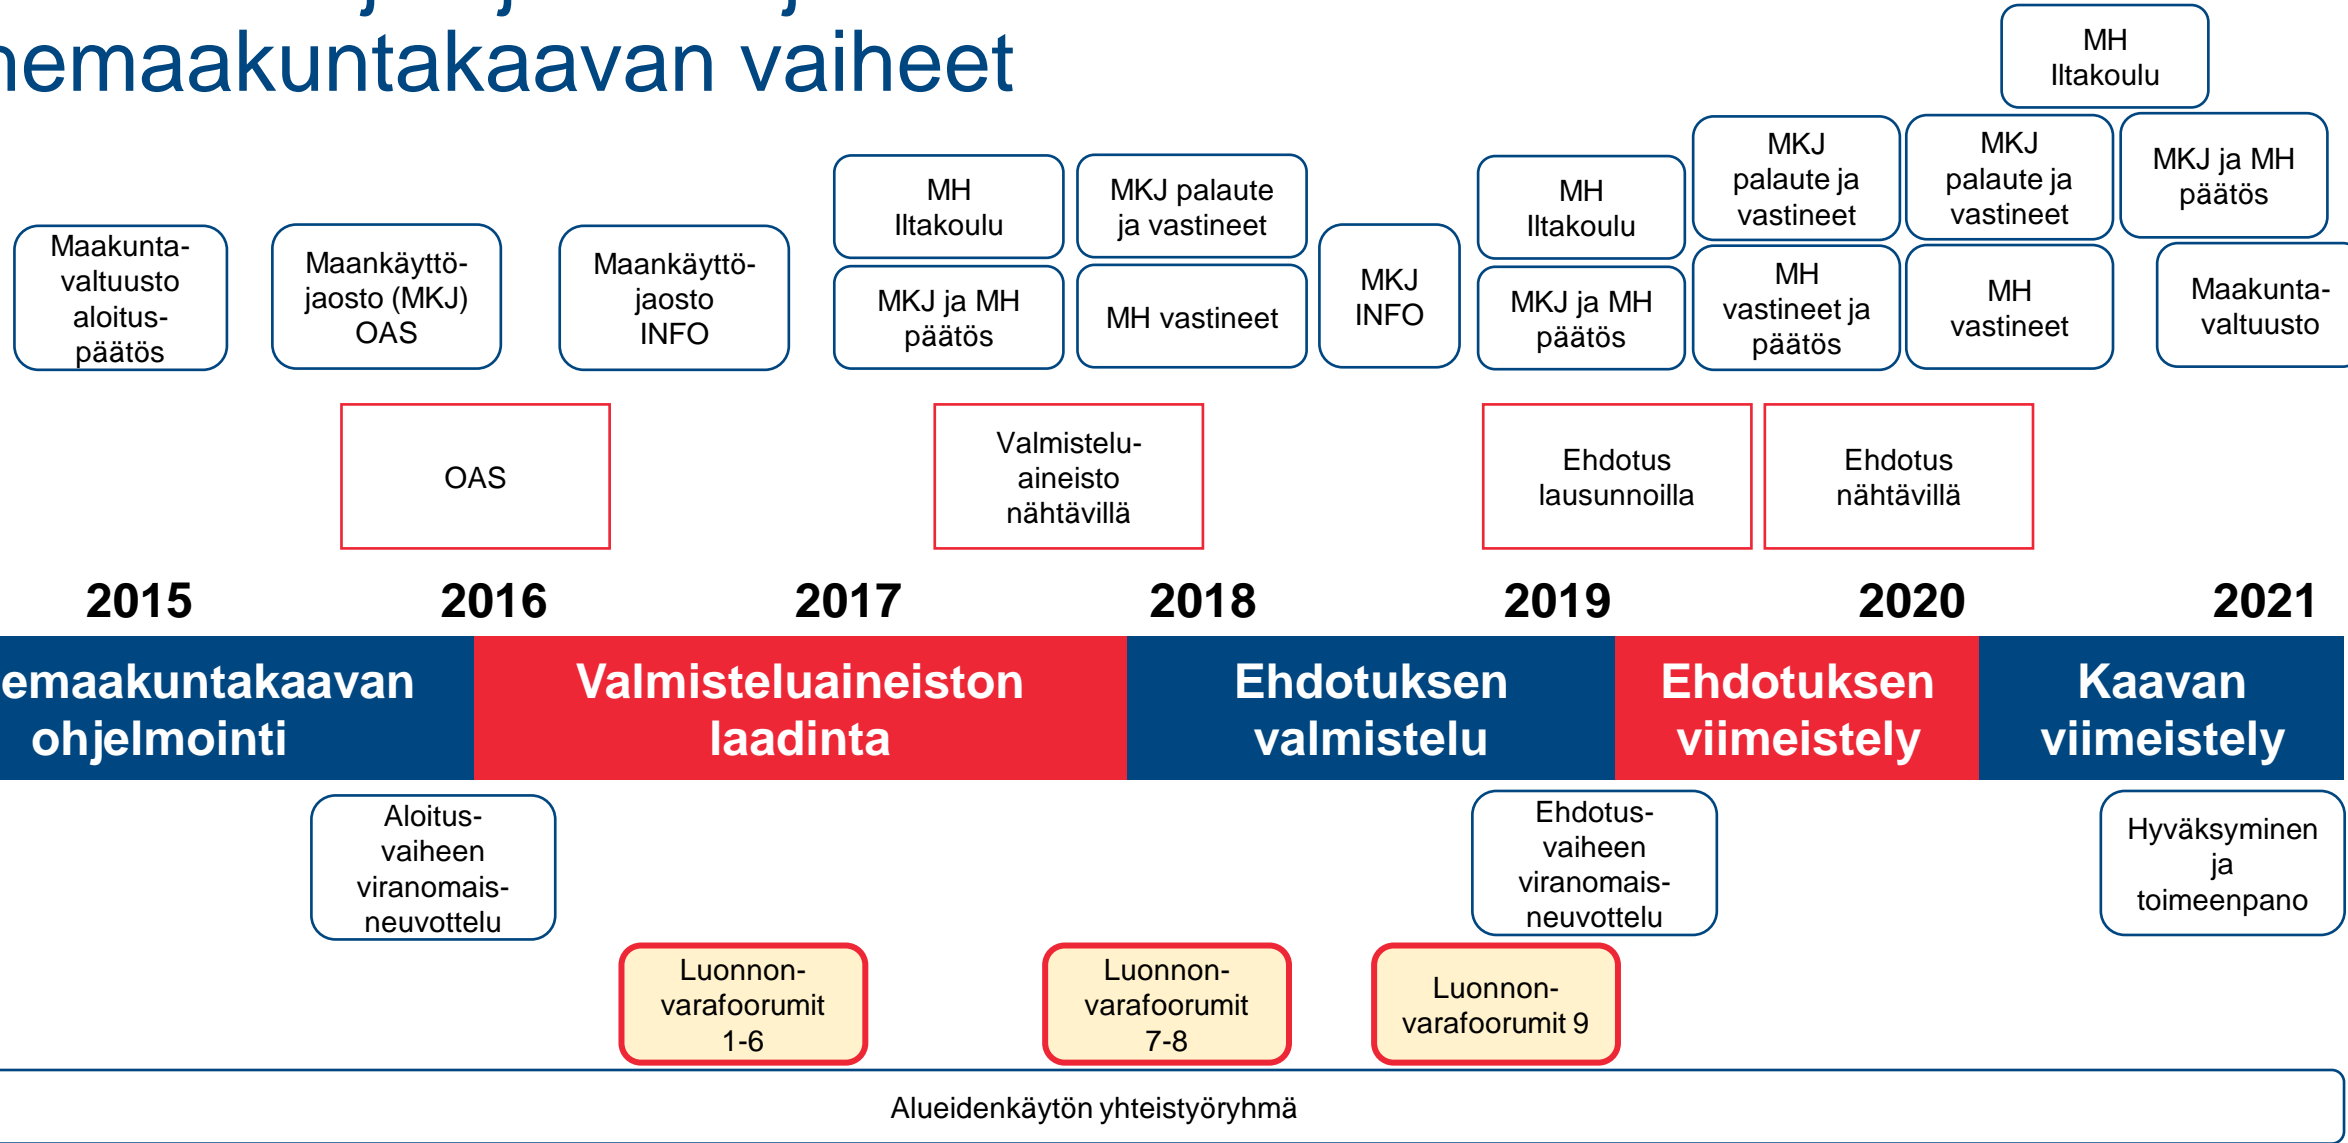 nemaakuntakaavan vaiheet
MH
Iltakoulu
MKJ
palaute ja
vastineet
MKJ
palaute ja
vastineet
MKJ ja MH
päätös
MH
Iltakoulu
MKJ palaute
ja vastineet
MH
Iltakoulu
Maakunta-
valtuusto
aloitus-
päätös
Maankäyttö-
jaosto (MKJ)
OAS
Maankäyttö-
jaosto
INFO
MKJ ja MH
päätös
MH vastineet
MKJ
INFO
MKJ ja MH
päätös
MH
vastineet ja
päätös
MH
vastineet
Maakunta-
valtuusto
OAS
Valmistelu-
aineisto
nähtävillä
Ehdotus
lausunnoilla
Ehdotus
nähtävillä
2015 2016 2017 2018 2019 2020 2021
emaakuntakaavan
ohjelmointi
Valmisteluaineiston
laadinta
Ehdotuksen
valmistelu
Ehdotuksen
viimeistely
Kaavan
viimeistely
Aloitus-
vaiheen
viranomais-
neuvottelu
Ehdotus-
vaiheen
viranomais-
neuvottelu
Hyväksyminen
ja
toimeenpano
Luonnon-
varafoorumit
1-6
Luonnon-
varafoorumit
7-8
Luonnon-
varafoorumit 9
Alueidenkäytön yhteistyöryhmä